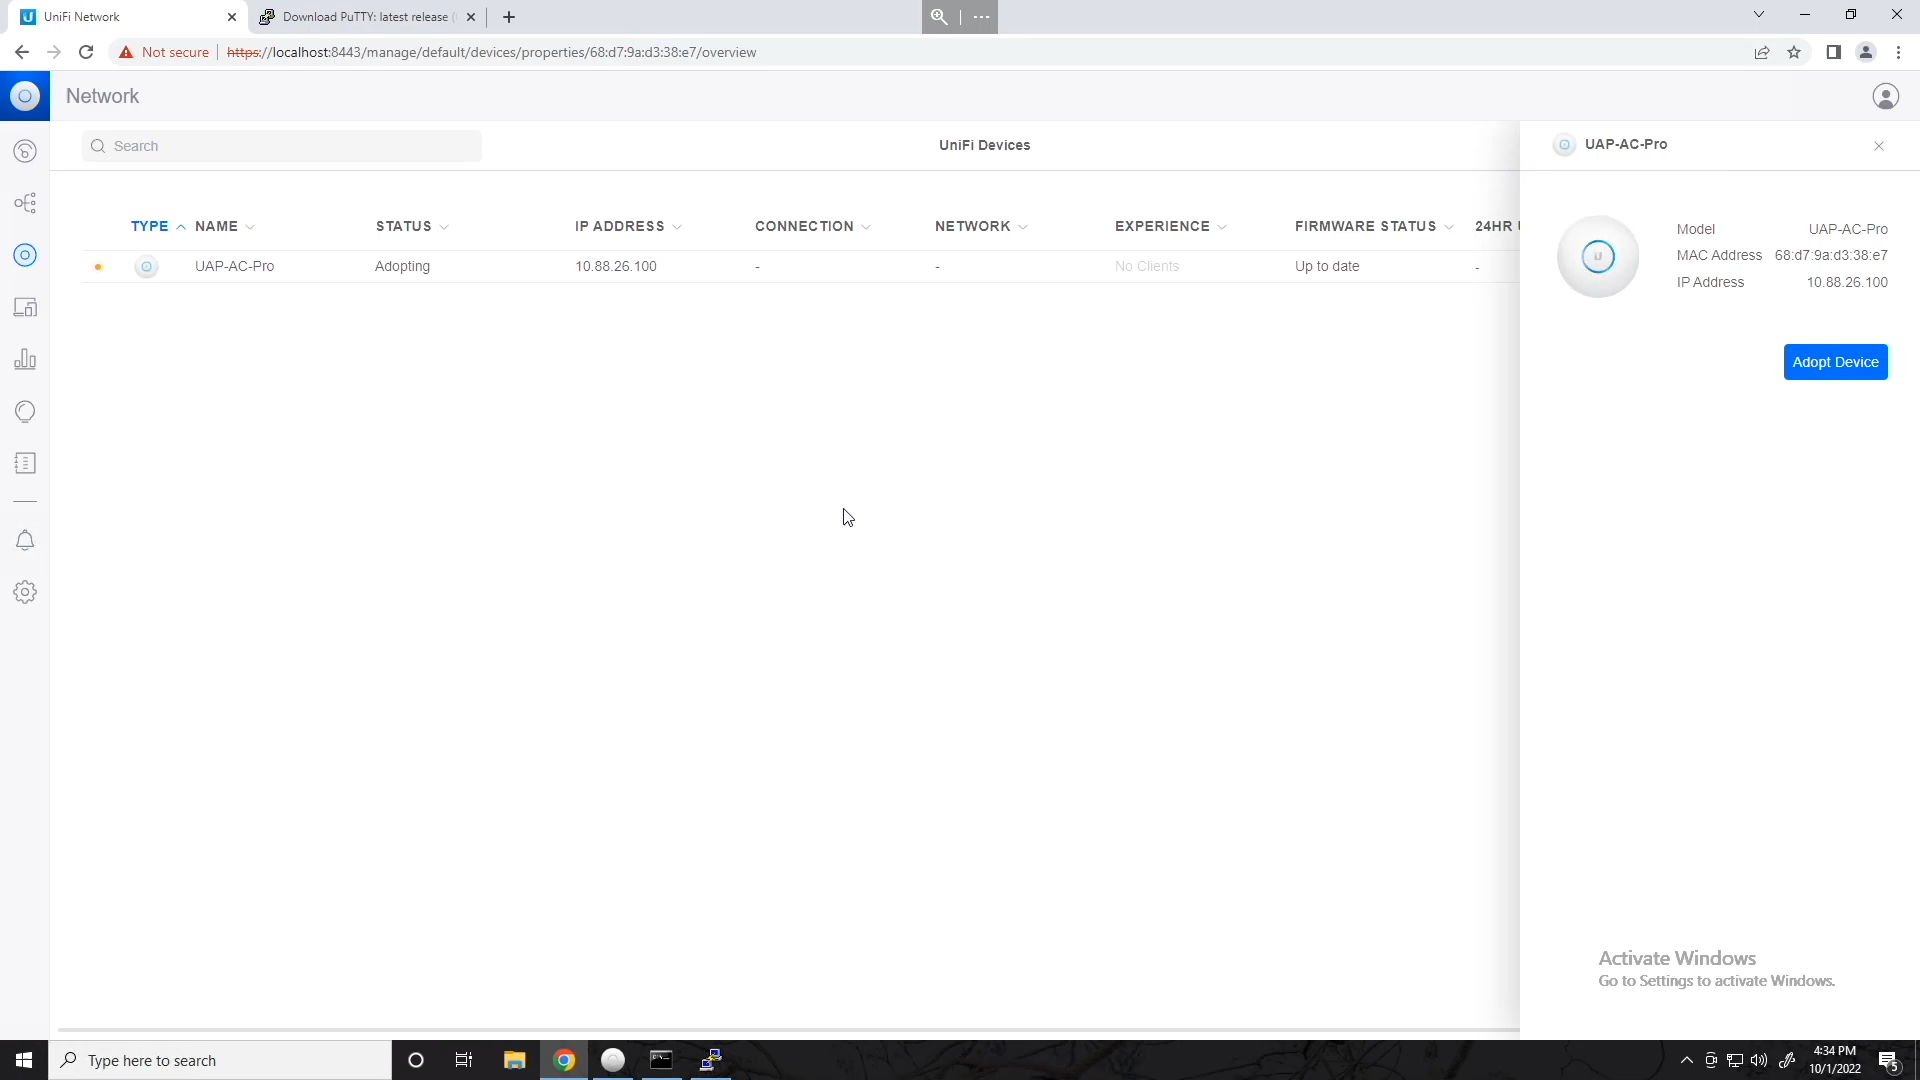 UniFi Network
Download PuTTY: latest release (
Not secure
https://localhost:8443/manage/default/devices/properties/68:d7:9a:d3:38:e7/overview
Network
Search
UniFi Devices
UAP-AC-Pro
TYPE NAME STATUS IP ADDRESS CONNECTION NETWORK EXPERIENCE FIRMWARE STATUS 24HR
UAP-AC-Pro Adopting 10.88.26.100 - - No Clients Up to date -
Model UAP-AC-Pro
MAC Address 68:d7:9a:d3:38:e7
IP Address 10.88.26.100
Adopt Device
Activate Windows
Go to Settings to activate Windows.
Type here to search
4:34 PM
10/1/2022
5